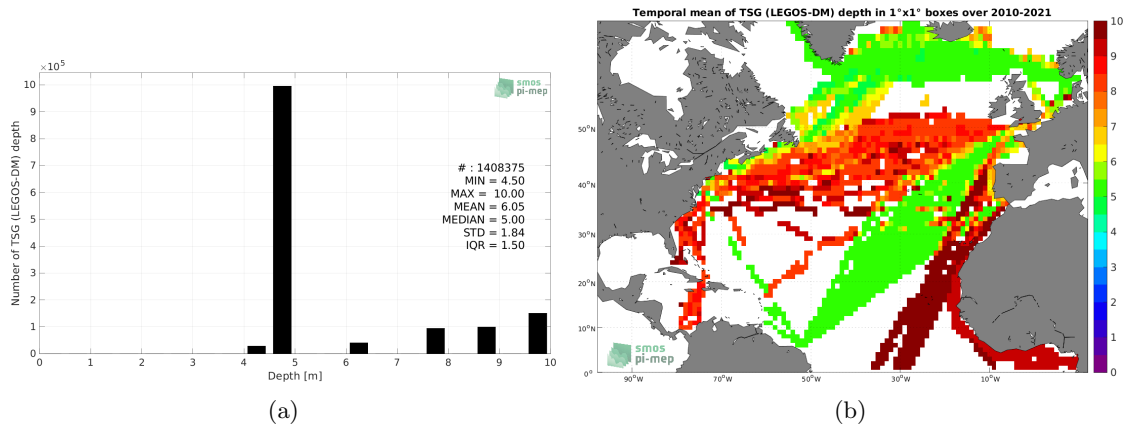 ×10⁵
10
9
8
7
6
5
4
3
2
1
0
Number of TSG (LEGOS-DM) depth
smos
pi-mep
# : 1408375
MIN = 4.50
MAX = 10.00
MEAN = 6.05
MEDIAN = 5.00
STD = 1.84
IQR = 1.50
0 1 2 3 4 5 6 7 8 9 10
Depth [m]
(a)
Temporal mean of TSG (LEGOS-DM) depth in 1°x1° boxes over 2010-2021
50°N
40°N
30°N
20°N
10°N
0°
90°W 70°W 50°W 30°W 10°W
smos
pi-mep
10
9
8
7
6
5
4
3
2
1
0
(b)